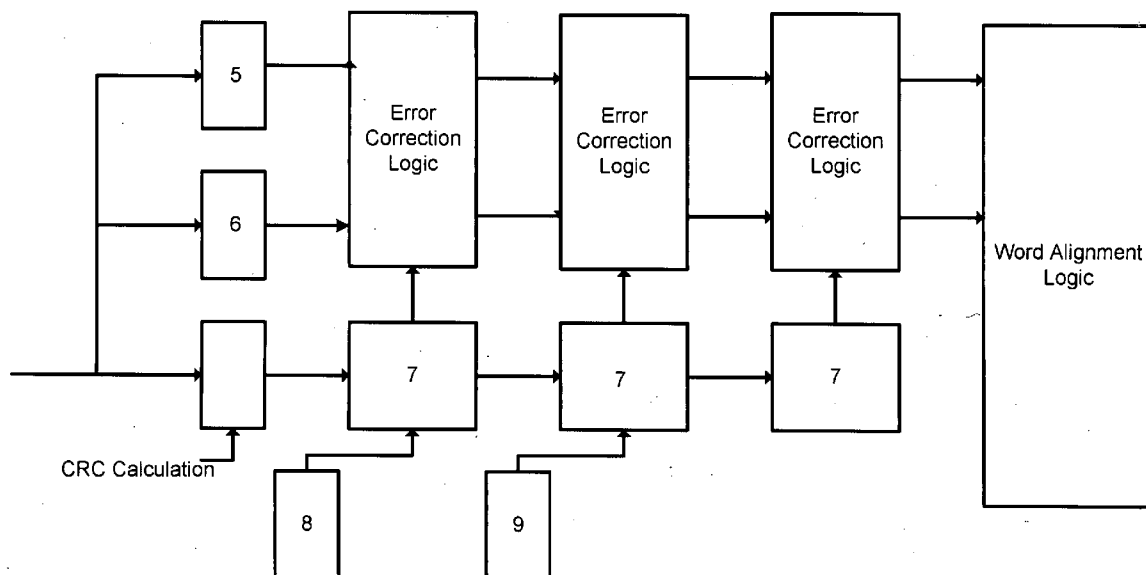 5
Error
Correction
Logic
Error
Correction
Logic
Error
Correction
Logic
6
Word Alignment
Logic
7
7
7
CRC Calculation
8
9